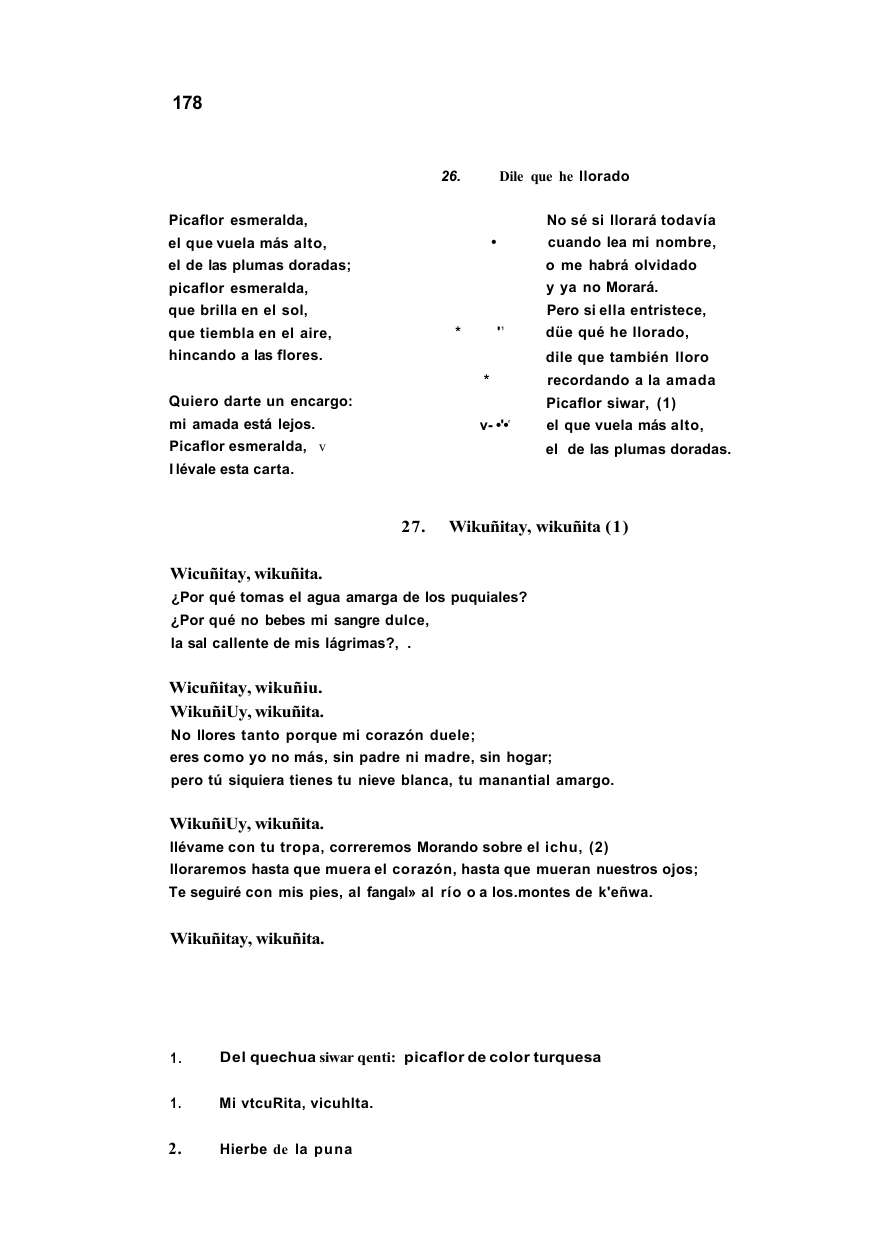 178
26. Dile que he llorado
Picaflor esmeralda,
el que vuela más alto,
el de las plumas doradas;
picaflor esmeralda,
que brilla en el sol,
que tiembla en el aire,
hincando a las flores.
Quiero darte un encargo:
mi amada está lejos.
Picaflor esmeralda, v
I lévale esta carta.
No sé si llorará todavía
• cuando lea mi nombre,
o me habrá olvidado
y ya no Morará.
Pero si ella entristece,
* "' düe qué he llorado,
dile que también lloro
* recordando a la amada
Picaflor siwar, (1)
v- •'•' el que vuela más alto,
el de las plumas doradas.
27. Wikuñitay, wikuñita (1)
Wicuñitay, wikuñita.
¿Por qué tomas el agua amarga de los puquiales?
¿Por qué no bebes mi sangre dulce,
la sal callente de mis lágrimas?, .
Wicuñitay, wikuñiu.
WikuñiUy, wikuñita.
No llores tanto porque mi corazón duele;
eres como yo no más, sin padre ni madre, sin hogar;
pero tú siquiera tienes tu nieve blanca, tu manantial amargo.
WikuñiUy, wikuñita.
llévame con tu tropa, correremos Morando sobre el ichu, (2)
lloraremos hasta que muera el corazón, hasta que mueran nuestros ojos;
Te seguiré con mis pies, al fangal» al río o a los.montes de k'eñwa.
Wikuñitay, wikuñita.
1. Del quechua siwar qenti: picaflor de color turquesa
1. Mi vtcuRita, vicuhlta.
2. Hierbe de la puna